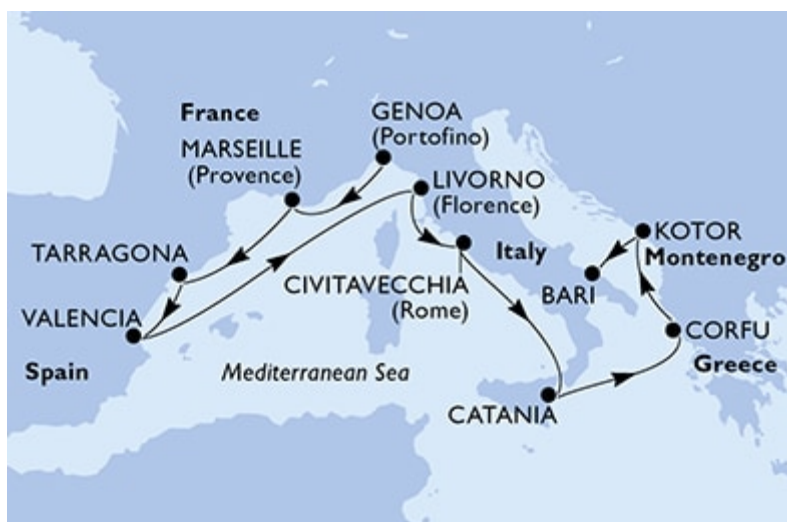 France
GENOA
(Portofino)
MARSEILLE
(Provence)
LIVORNO
(Florence)
TARRAGONA
KOTOR
Italy
Montenegro
CIVITAVECCHIA
(Rome)
BARI
VALENCIA
CORFU
Spain
Mediterranean Sea
Greece
CATANIA